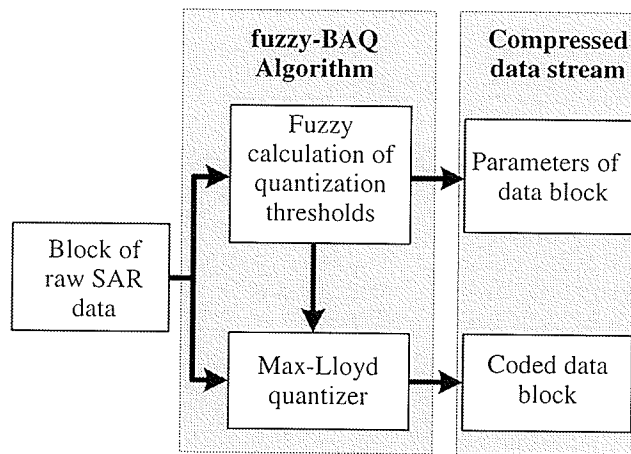 fuzzy-BAQ
Algorithm
Compressed
data stream
Fuzzy
calculation of
quantization
thresholds
Parameters of
data block
Block of
raw SAR
data
Max-Lloyd
quantizer
Coded data
block